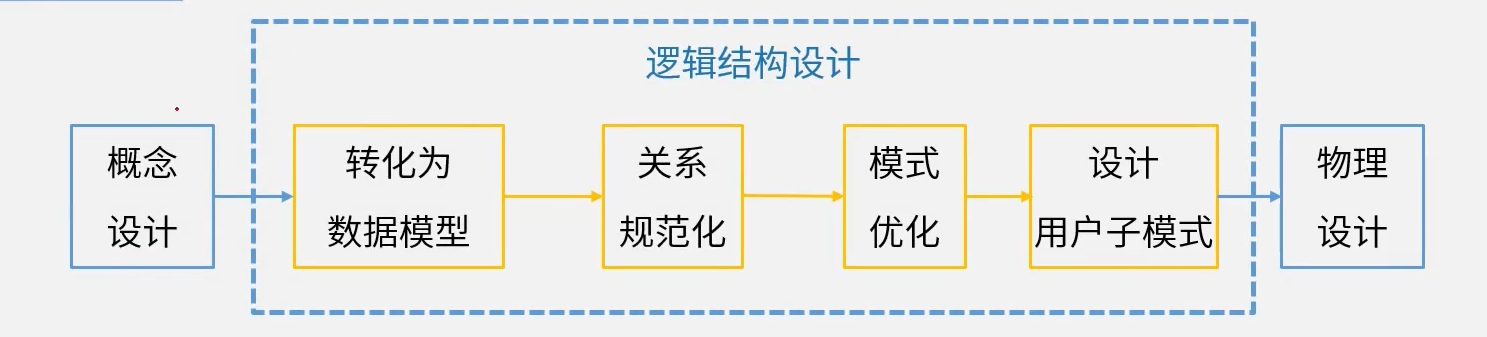 逻辑结构设计
概念
设计
转化为
数据模型
关系
规范化
模式
优化
设计
用户子模式
物理
设计